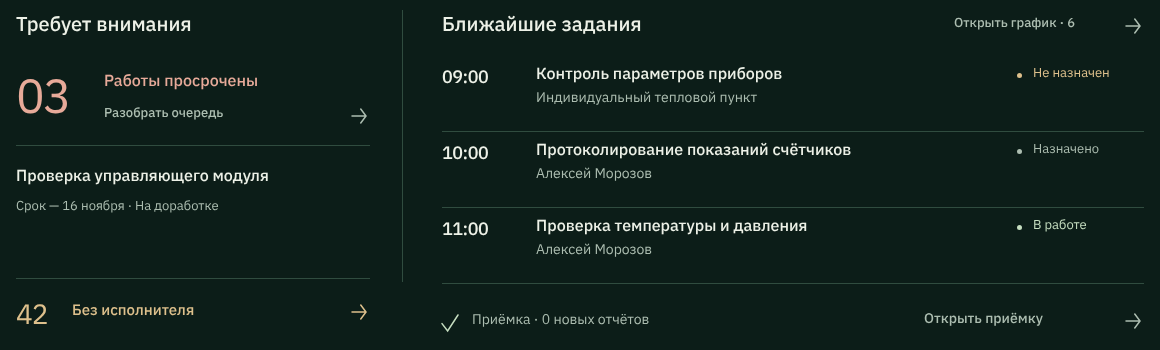 Требует внимания
03
Работы просрочены
Разобрать очередь
Проверка управляющего модуля
Срок — 16 ноября · На доработке
42 Без исполнителя
Ближайшие задания
Открыть график · 6
09:00 Контроль параметров приборов
Не назначен
Индивидуальный тепловой пункт
10:00 Протоколирование показаний счётчиков
Назначено
Алексей Морозов
11:00 Проверка температуры и давления
В работе
Алексей Морозов
Приёмка · 0 новых отчётов
Открыть приёмку